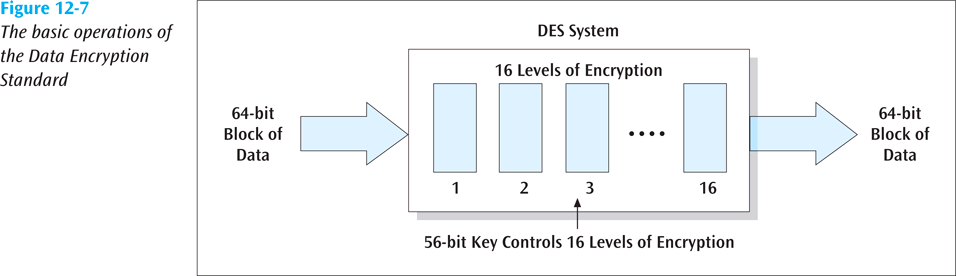 Figure 12-7
The basic operations of
the Data Encryption
Standard
DES System
16 Levels of Encryption
64-bit
Block of
Data
1 2 3 16
64-bit
Block of
Data
56-bit Key Controls 16 Levels of Encryption